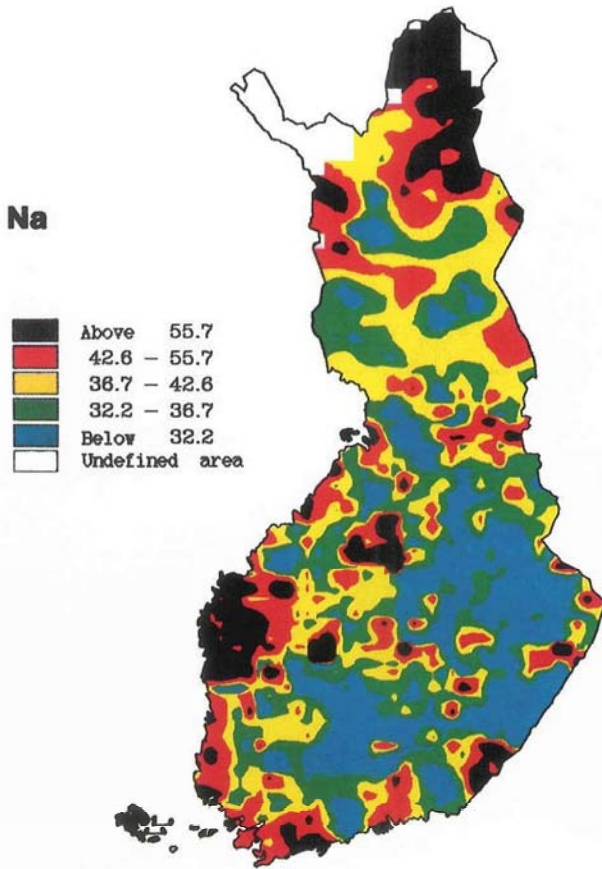 Na
Above 55.7
42.6 – 55.7
36.7 – 42.6
32.2 – 36.7
Below 32.2
Undefined area